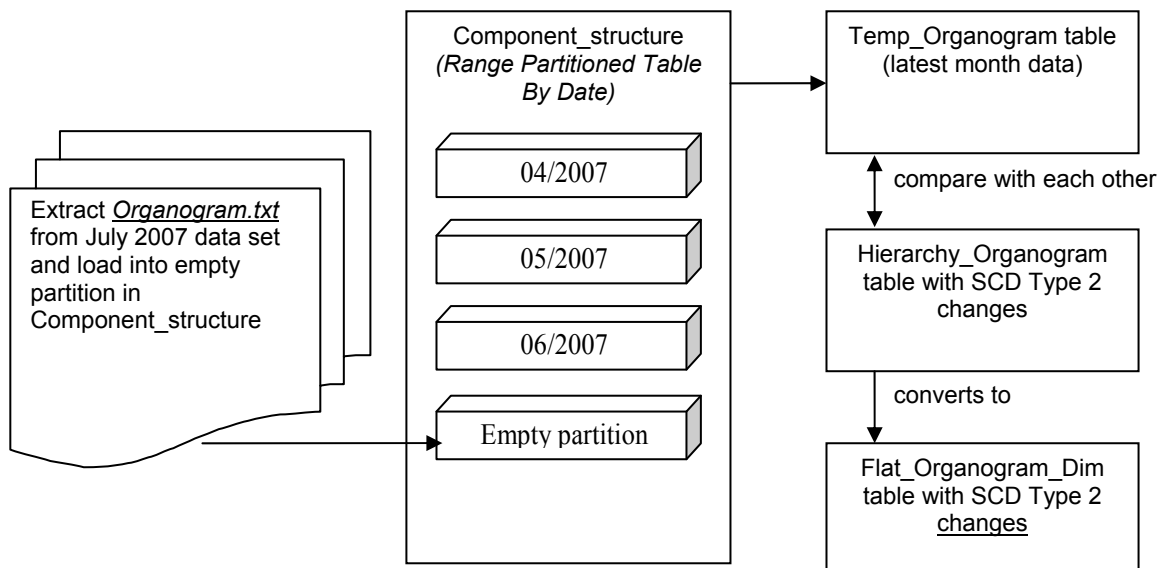 Extract Organogram.txt
from July 2007 data set
and load into empty
partition in
Component_structure
Component_structure
(Range Partitioned Table
By Date)
04/2007
05/2007
06/2007
Empty partition
Temp_Organogram table
(latest month data)
compare with each other
Hierarchy_Organogram
table with SCD Type 2
changes
converts to
Flat_Organogram_Dim
table with SCD Type 2
changes